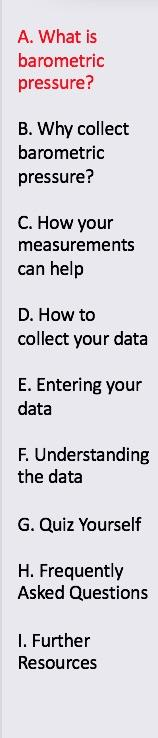 A. What is
barometric
pressure?
B. Why collect
barometric
pressure?
C. How your
measurements
can help
D. How to
collect your data
E. Entering your
data
F. Understanding
the data
G. Quiz Yourself
H. Frequently
Asked Questions
I. Further
Resources